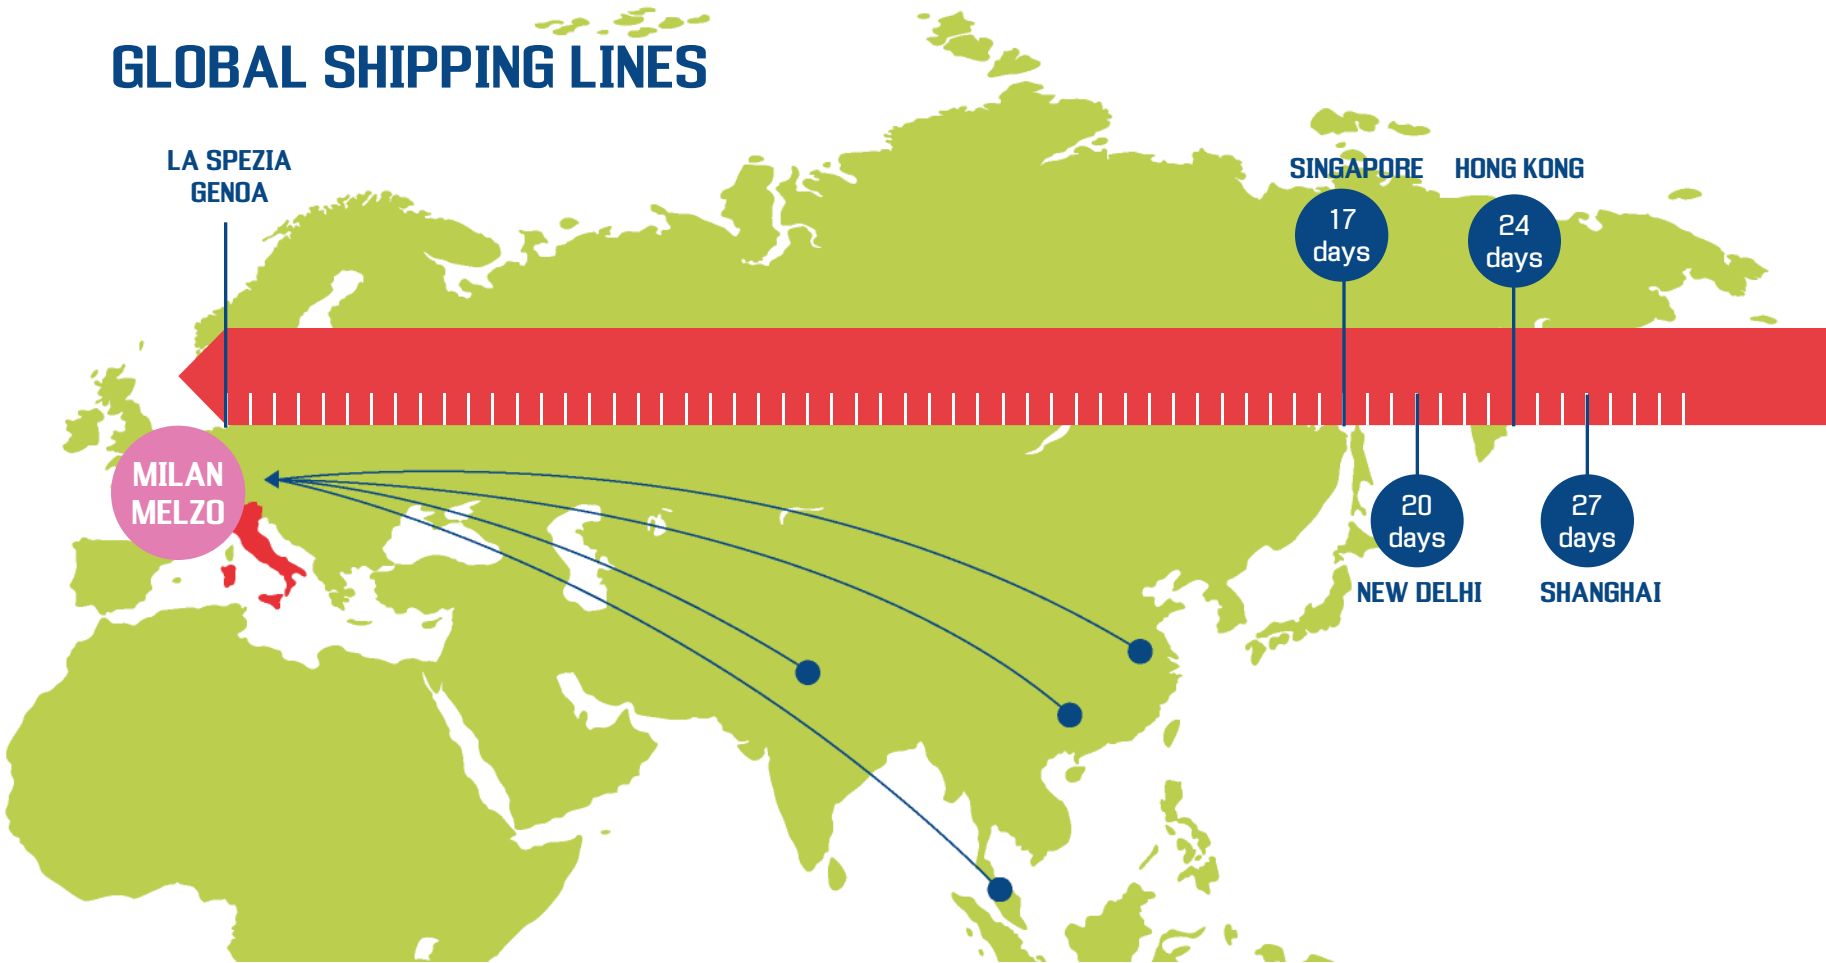 GLOBAL SHIPPING LINES
LA SPEZIA
GENOA
SINGAPORE
17
days
HONG KONG
24
days
MILAN
MELZO
20
days
NEW DELHI
27
days
SHANGHAI